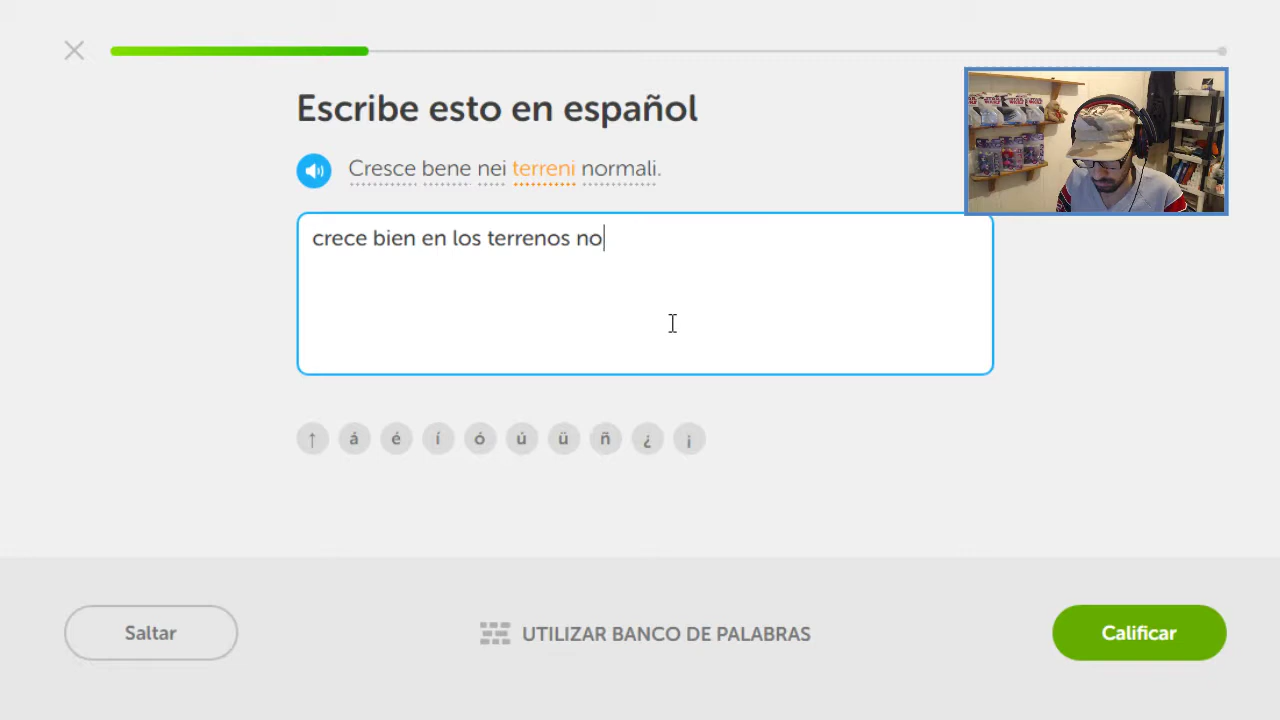 Escribe esto en español
Cresce bene nei terreni normali.
crece bien en los terrenos no
↑ á é í ó ú ü ñ ¿ ¡
Saltar
UTILIZAR BANCO DE PALABRAS
Calificar